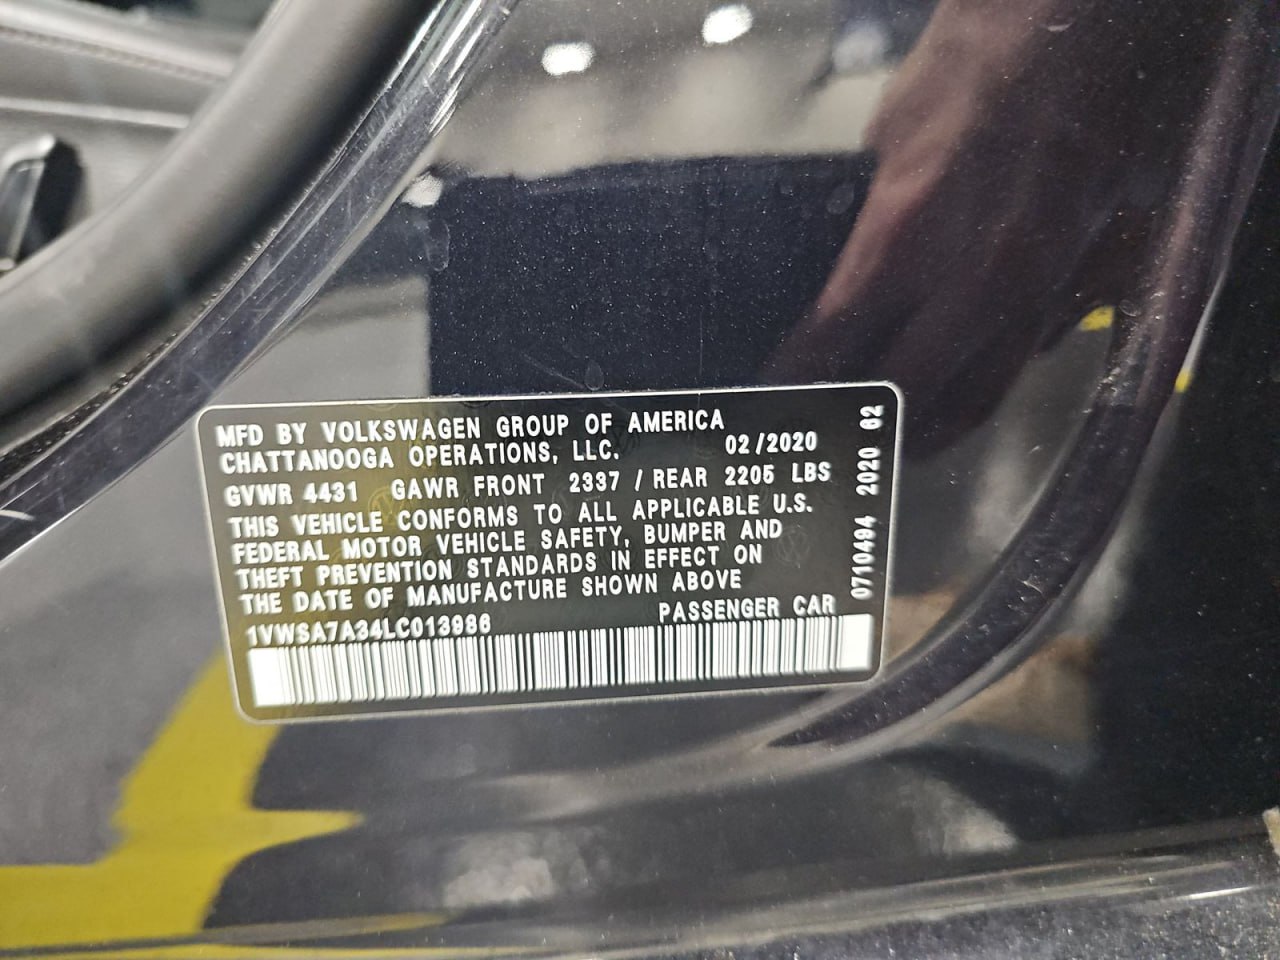 MFD BY VOLKSWAGEN GROUP OF AMERICA
CHATTANOOGA OPERATIONS, LLC. 02/2020
GVWR 4431 GAWR FRONT 2337 / REAR 2205 LBS
THIS VEHICLE CONFORMS TO ALL APPLICABLE U.S.
FEDERAL MOTOR VEHICLE SAFETY, BUMPER AND
THEFT PREVENTION STANDARDS IN EFFECT ON
THE DATE OF MANUFACTURE SHOWN ABOVE
1VWSA7A34LC013986 PASSENGER CAR
0710494 2020 62